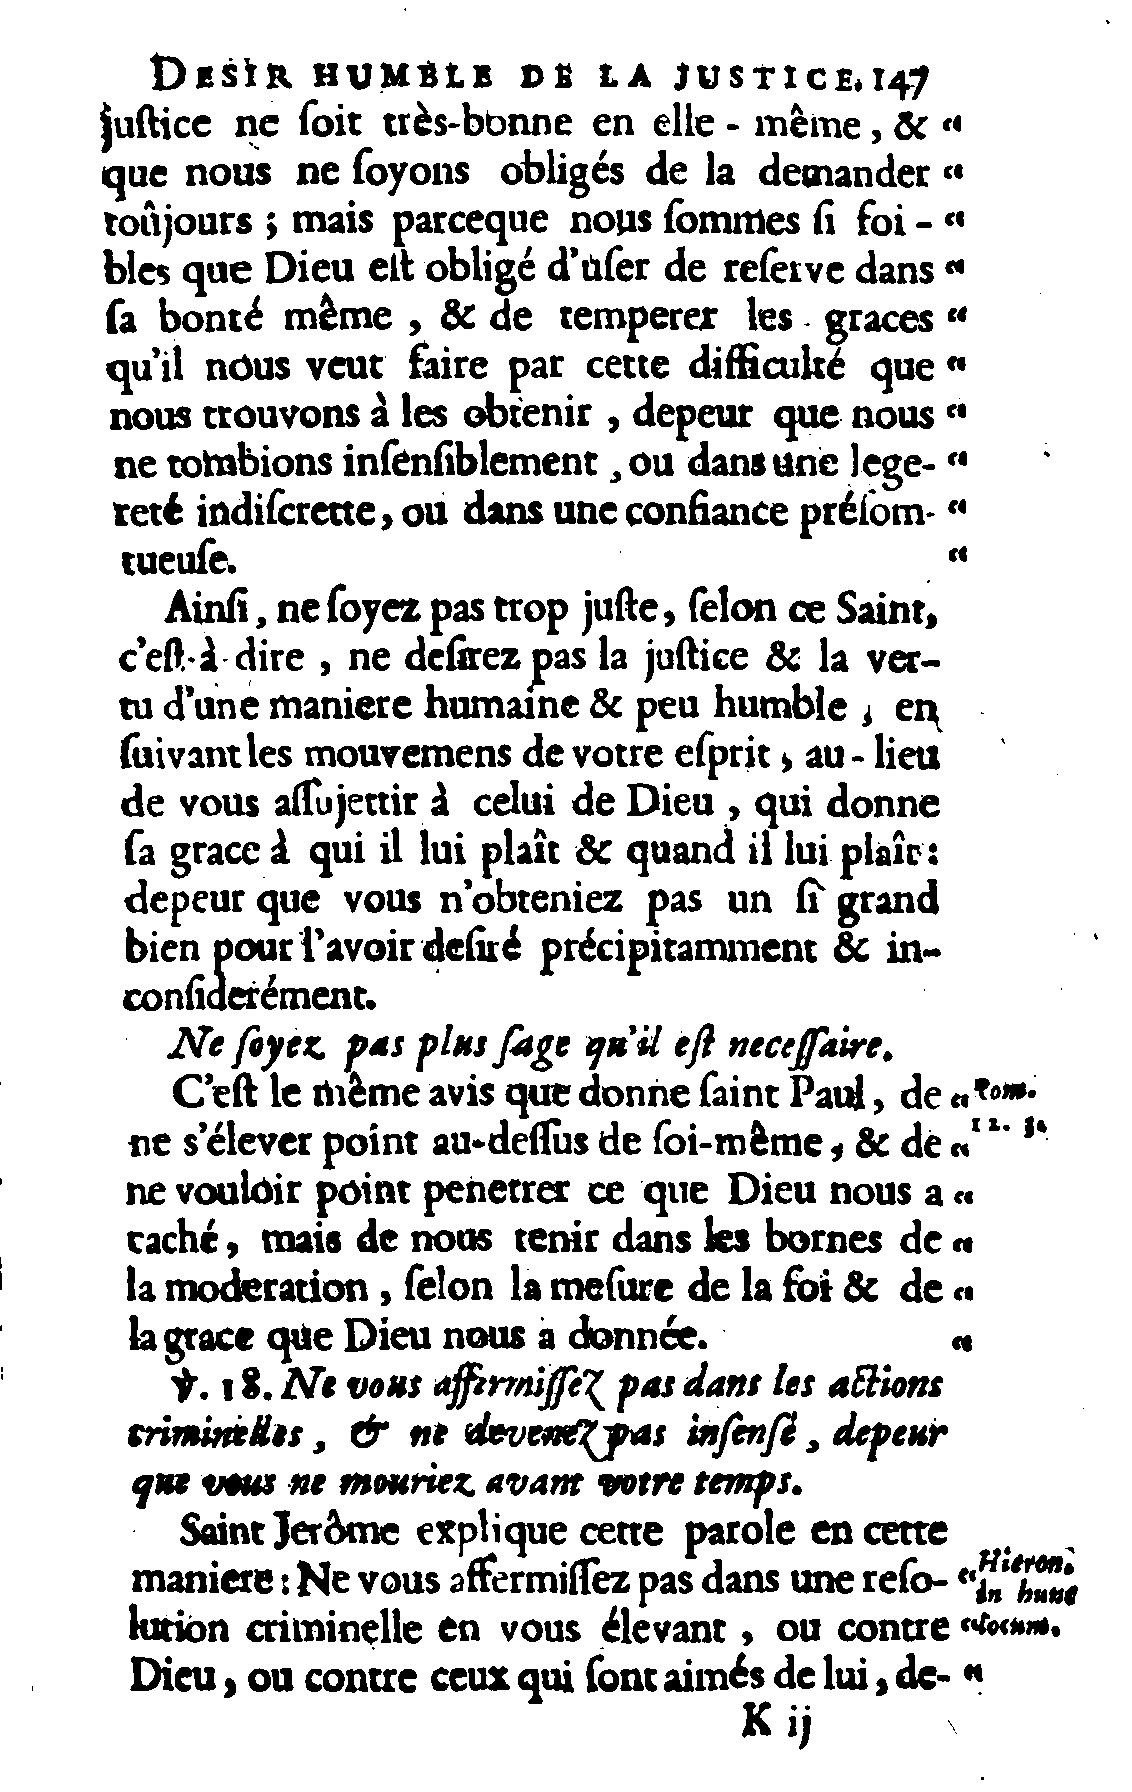 DESIR HUMBLE DE LA JUSTICE. 147
juſtice ne ſoit très-bonne en elle-même, & “
que nous ne ſoyons obligés de la demander “
toûjours ; mais parceque nous ſommes ſi foi- “
bles que Dieu eſt obligé d'uſer de reſerve dans “
ſa bonté même, & de temperer les graces “
qu'il nous veut faire par cette difficulté que “
nous trouvons à les obtenir, depeur que nous “
ne tombions inſenſiblement, ou dans une lege- “
reté indiſcrette, ou dans une confiance préſom- “
tueuſe. “
Ainſi, ne ſoyez pas trop juſte, ſelon ce Saint,
c'eſt-à-dire, ne deſirez pas la juſtice & la ver-
tu d'une maniere humaine & peu humble, en
ſuivant les mouvemens de votre eſprit, au-lieu
de vous aſſujettir à celui de Dieu, qui donne
ſa grace à qui il lui plaît & quand il lui plaît :
depeur que vous n'obteniez pas un ſi grand
bien pour l'avoir deſiré précipitamment & in-
conſiderément.
Ne ſoyez pas plus ſage qu'il eſt neceſſaire.
C'eſt le même avis que donne ſaint Paul, de “ Rom.
ne s'élever point au-deſſus de ſoi-même, & de “ 12. 3.
ne vouloir point penetrer ce que Dieu nous a “
caché, mais de nous tenir dans les bornes de “
la moderation, ſelon la meſure de la foi & de “
la grace que Dieu nous a donnée. “
℣. 18. Ne vous affermiſſez pas dans les actions
criminelles, & ne devenez pas inſenſé, depeur
que vous ne mouriez avant votre temps.
Saint Jerôme explique cette parole en cette
maniere : Ne vous affermiſſez pas dans une reſo- “ Hieron.
in hunc
lution criminelle en vous élevant, ou contre “ locum.
Dieu, ou contre ceux qui ſont aimés de lui, de- “
K ij